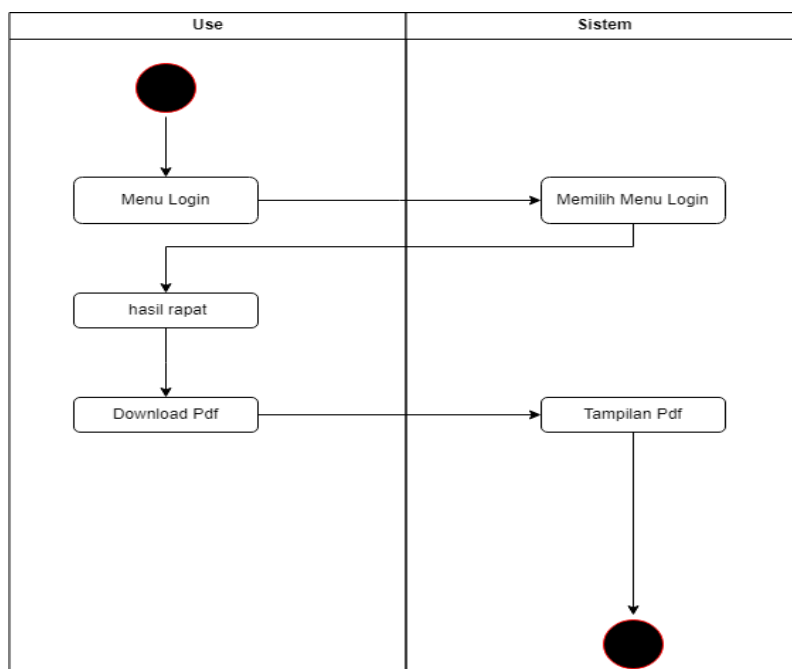 Use
Sistem
Menu Login
Memilih Menu Login
hasil rapat
Download Pdf
Tampilan Pdf